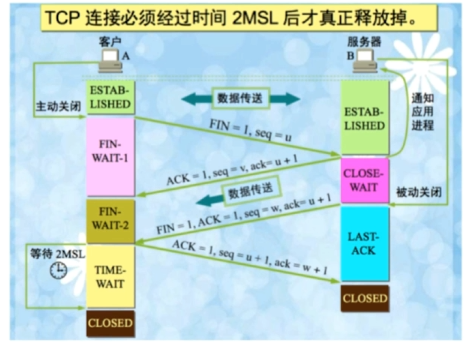 TCP 连接必须经过时间 2MSL 后才真正释放掉。
客户
A
服务器
B
ESTAB-
LISHED
数据传送
ESTAB-
LISHED
通知
应用
进程
主动关闭
FIN = 1, seq = u
FIN-
WAIT-1
ACK = 1, seq = v, ack= u + 1
CLOSE-
WAIT
数据传送
被动关闭
FIN-
WAIT-2
FIN = 1, ACK = 1, seq = w, ack= u + 1
LAST-
ACK
ACK = 1, seq = u + 1, ack = w + 1
等待 2MSL
TIME-
WAIT
CLOSED
CLOSED